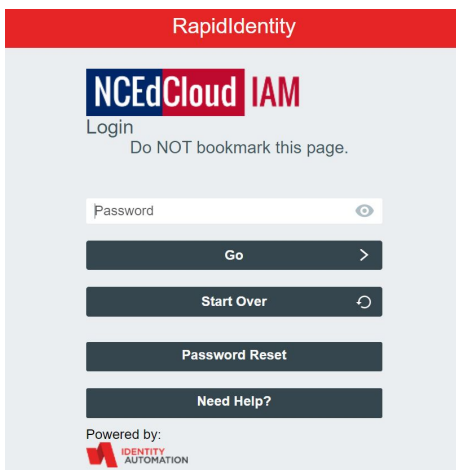 RapidIdentity
NCEdCloud IAM
Login
Do NOT bookmark this page.
Password
Go
Start Over
Password Reset
Need Help?
Powered by:
IDENTITY
AUTOMATION